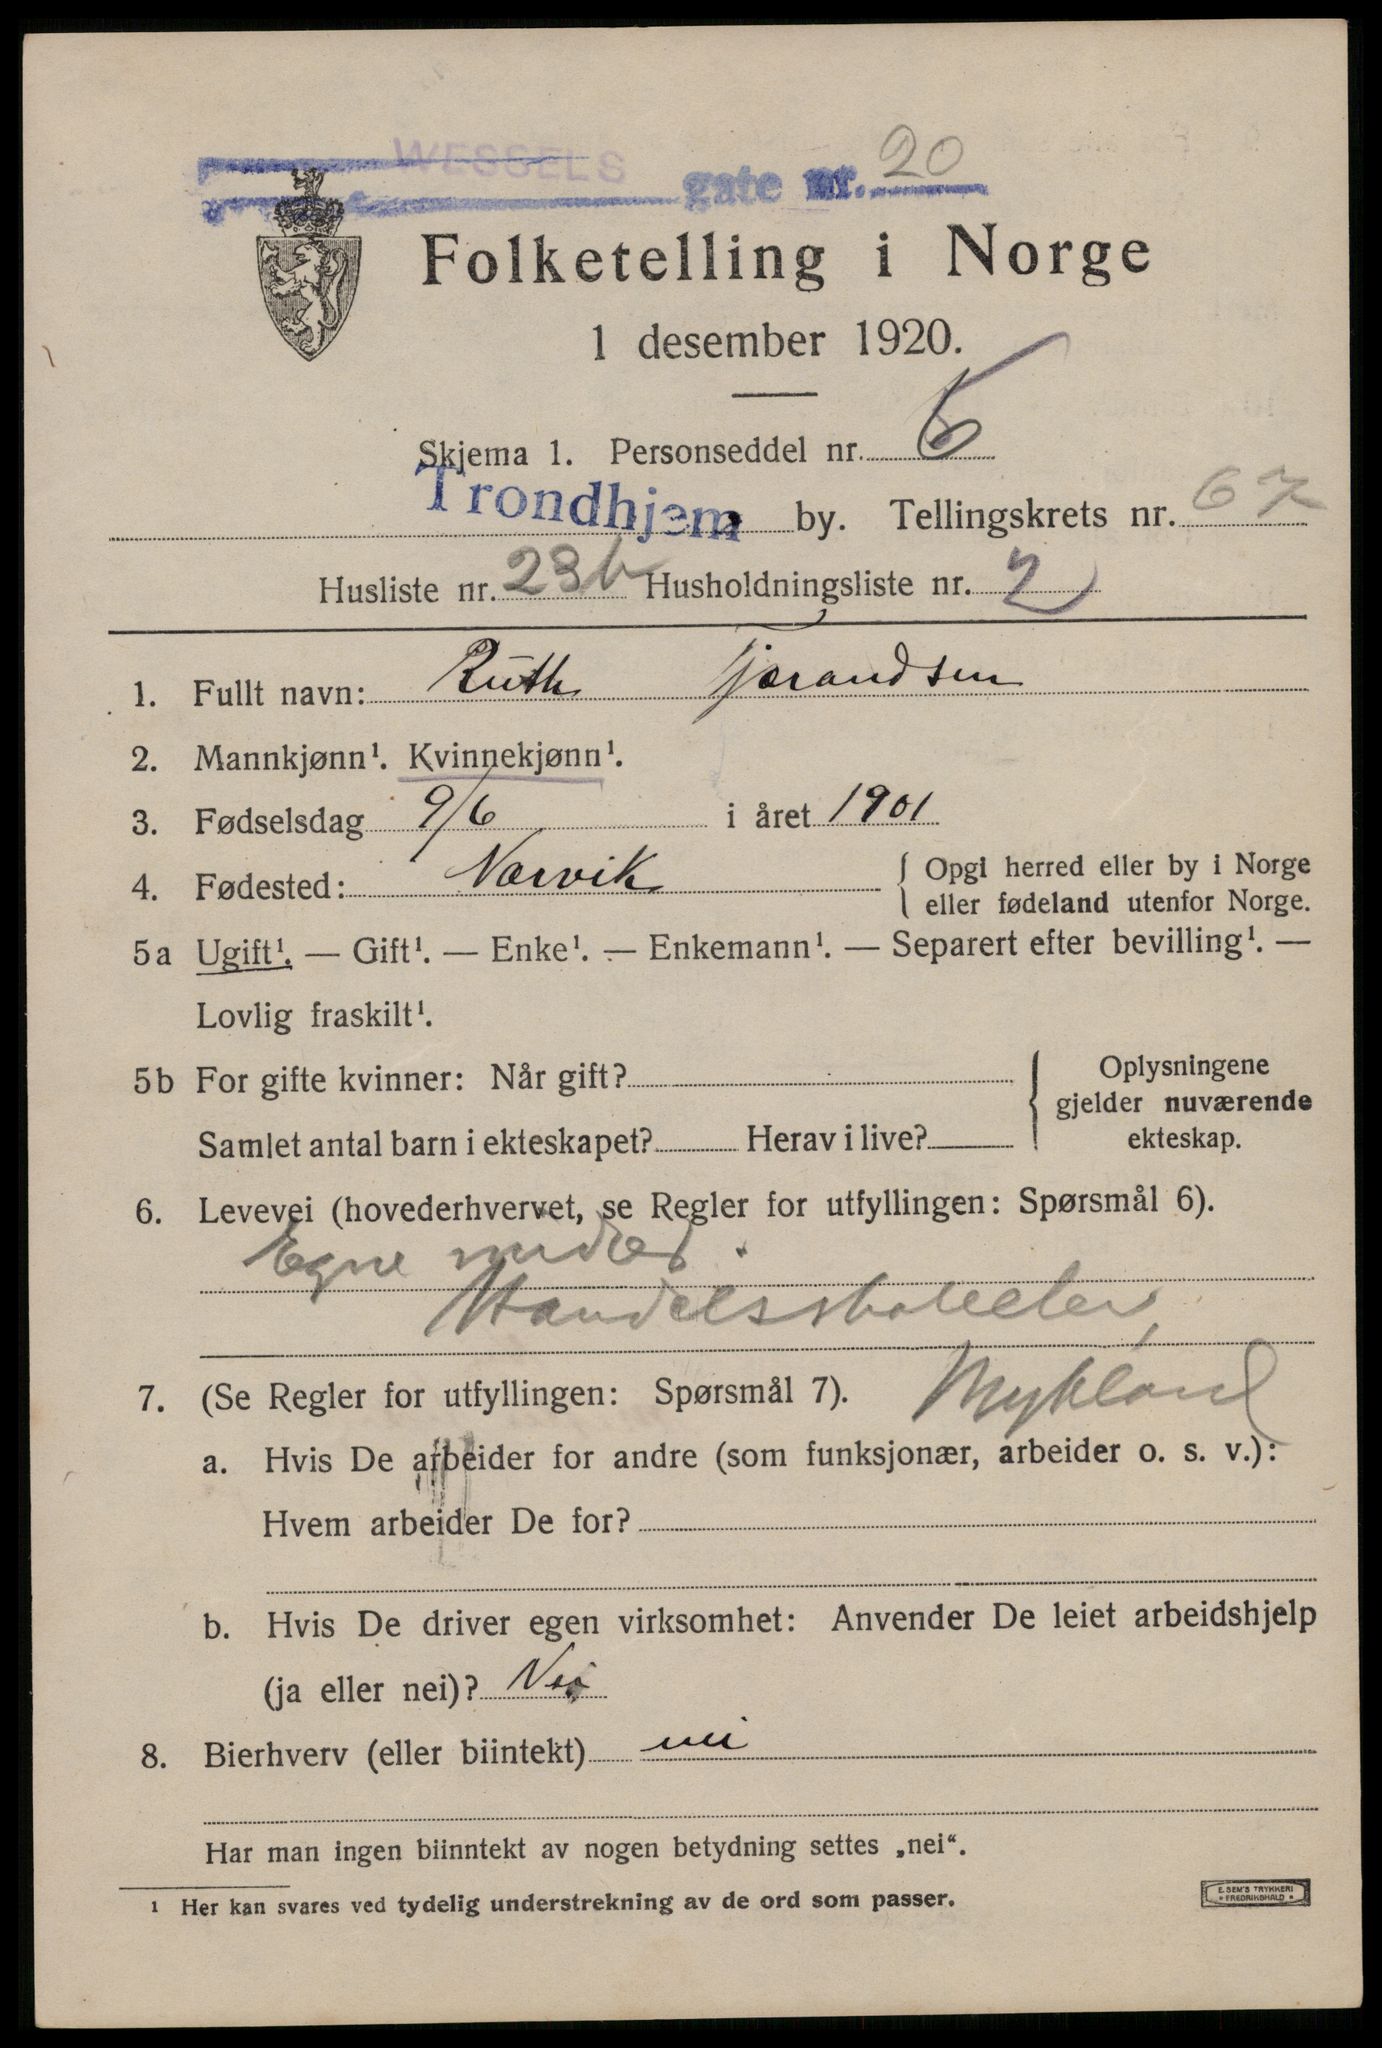 WESSELS gate nr. 20
Folketelling i Norge
1 desember 1920.
Skjema 1. Personseddel nr. 6
Trondhjem by. Tellingskrets nr. 67
Husliste nr. 23b Husholdningsliste nr. 2
1. Fullt navn: Ruth Tjærandsen
2. Mannkjønn¹. Kvinnekjønn¹.
3. Fødselsdag 9/6 i året 1901
4. Fødested: Narvik { Opgi herred eller by i Norge
eller fødeland utenfor Norge.
5a Ugift¹. — Gift¹. — Enke¹. — Enkemann¹. — Separert efter bevilling¹. —
Lovlig fraskilt¹.
5b For gifte kvinner: Når gift? { Oplysningene
gjelder nuværende
ekteskap.
Samlet antal barn i ekteskapet? Herav i live?
6. Levevei (hovederhvervet, se Regler for utfyllingen: Spørsmål 6).
Egne midler.
Handelsskoleelev,
Mykland
7. (Se Regler for utfyllingen: Spørsmål 7).
a. Hvis De arbeider for andre (som funksjonær, arbeider o. s. v.):
Hvem arbeider De for?
b. Hvis De driver egen virksomhet: Anvender De leiet arbeidshjelp
(ja eller nei)? Nei
8. Bierhverv (eller biintekt) nei
Har man ingen biinntekt av nogen betydning settes „nei“.
¹ Her kan svares ved tydelig understrekning av de ord som passer.
E. SEM'S TRYKKERI
FREDRIKSHALD